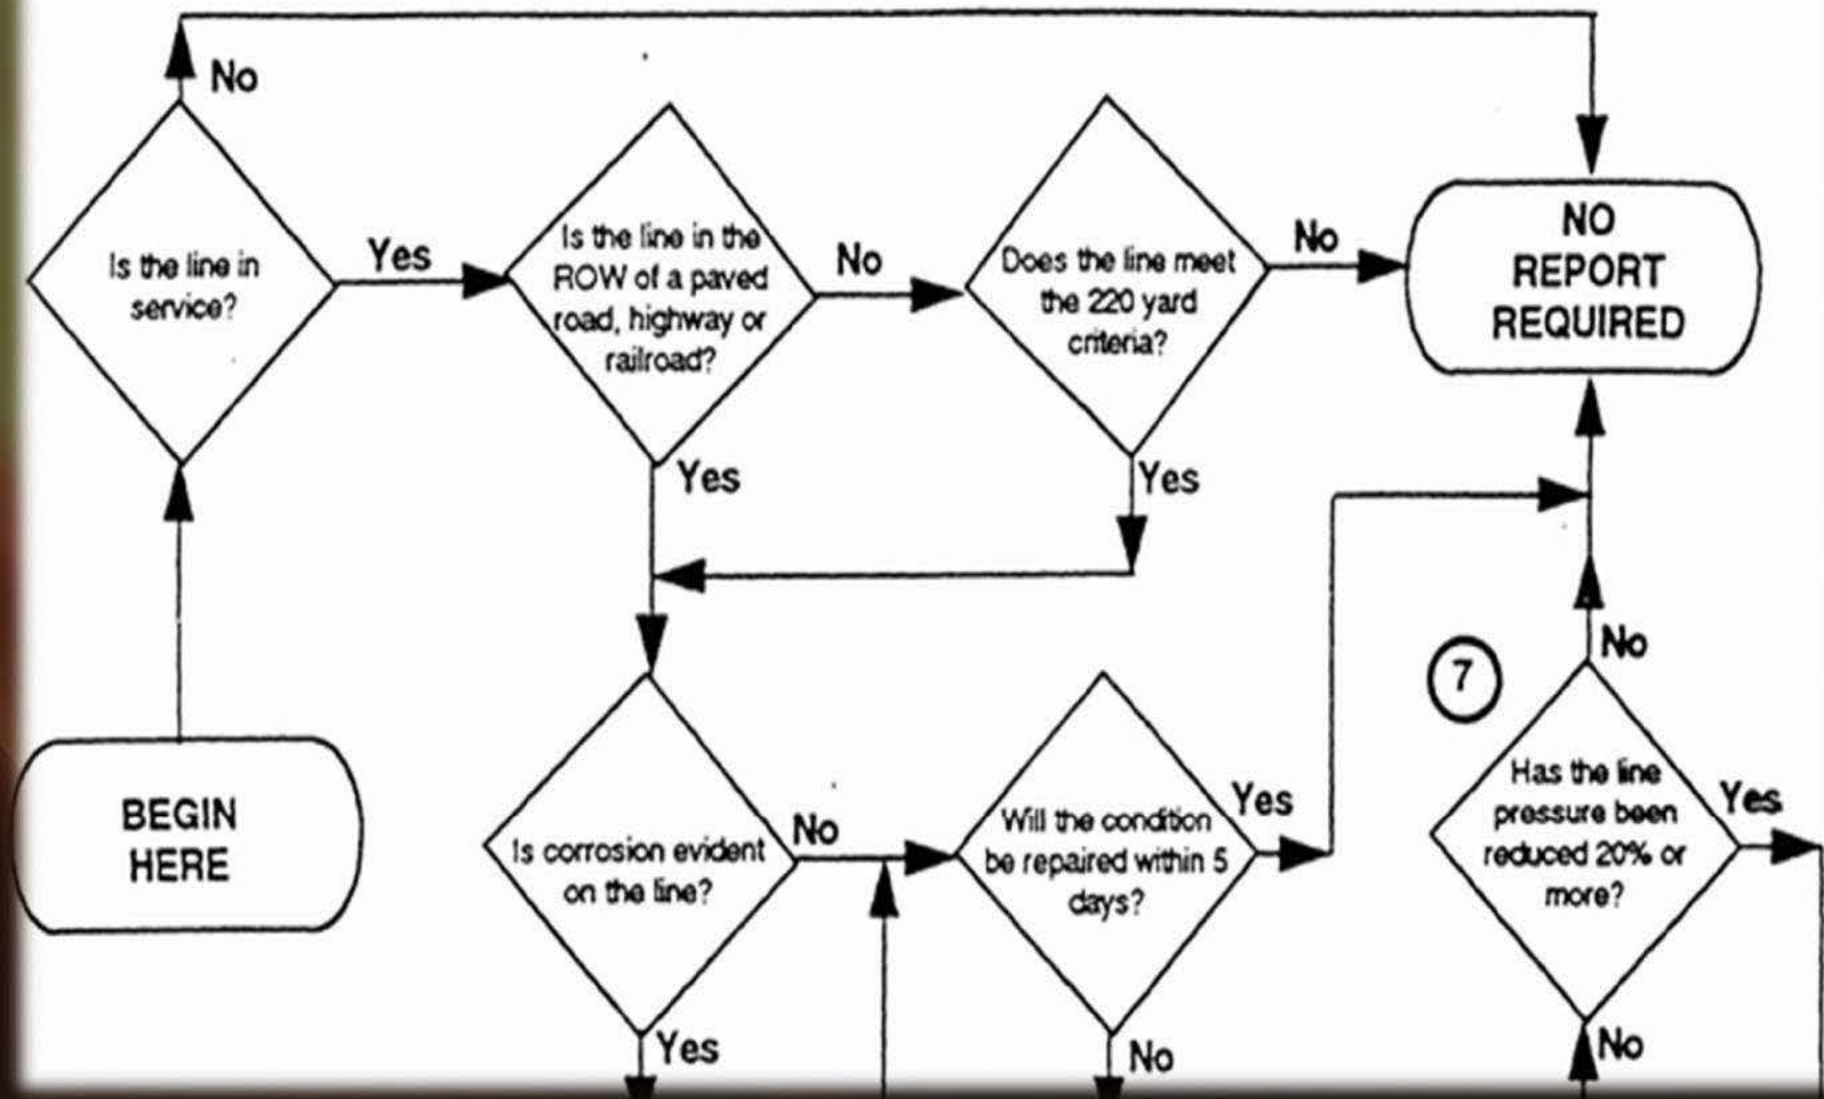 No
Is the line in
service?
Yes
Is the line in the
ROW of a paved
road, highway or
railroad?
No
Does the line meet
the 220 yard
criteria?
No
NO
REPORT
REQUIRED
Yes
Yes
BEGIN
HERE
Is corrosion evident
on the line?
No
Will the condition
be repaired within 5
days?
Yes
7
No
Has the line
pressure been
reduced 20% or
more?
Yes
Yes
No
No